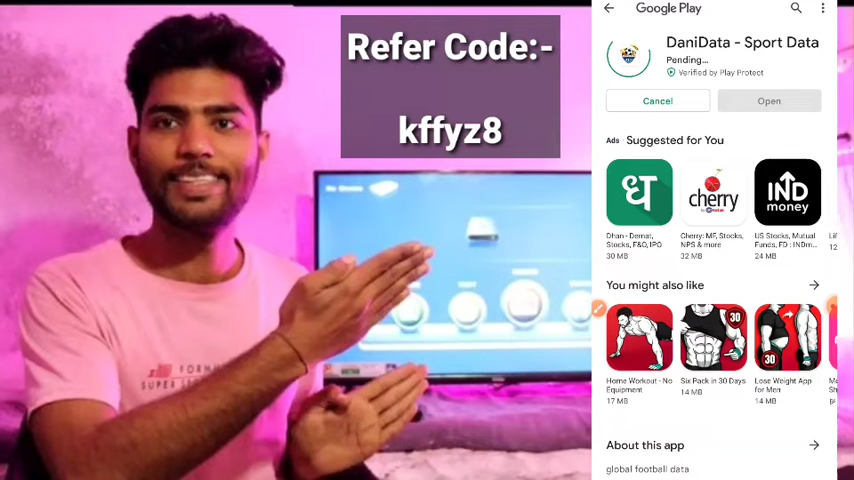 Refer Code:-
kffyz8
Google Play
DaniData - Sport Data
Pending...
Verified by Play Protect
Cancel
Open
Ads Suggested for You
ध
cherry
IND
money
Dhan - Demat,
Stocks, F&O, IPO
30 MB
Cherry: MF, Stocks,
NPS & more
32 MB
US Stocks, Mutual
Funds, FD : INDm...
24 MB
You might also like
30
30
Home Workout - No
Equipment
17 MB
Six Pack in 30 Days
14 MB
Lose Weight App
for Men
14 MB
About this app
global football data